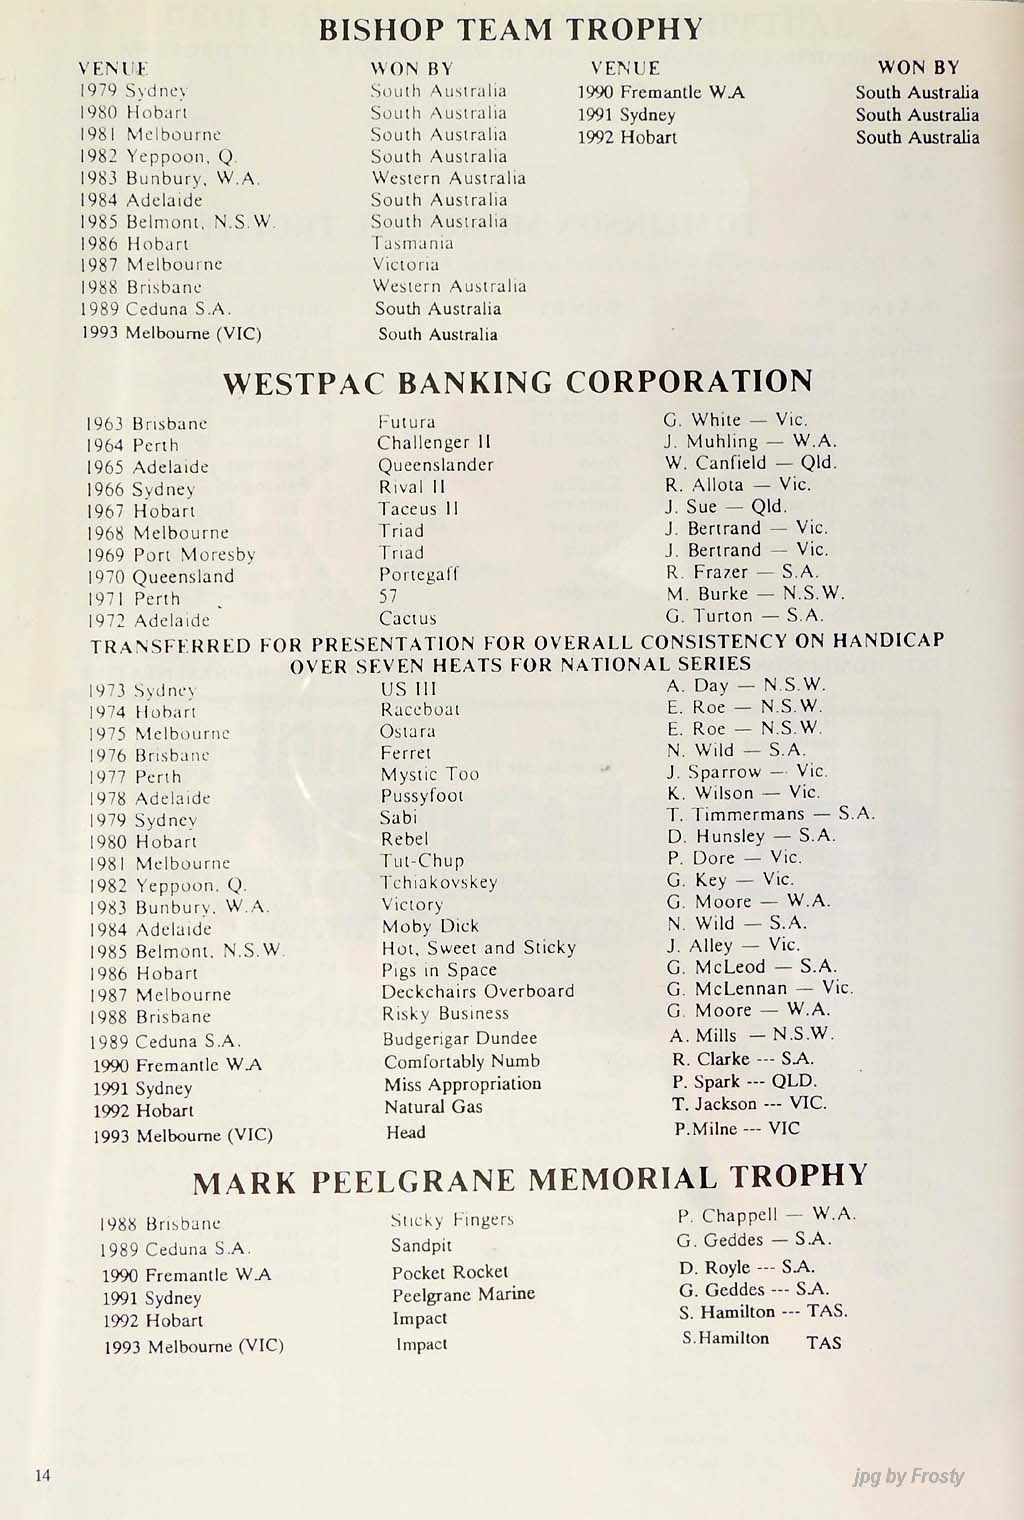 BISHOP TEAM TROPHY
VENUE WON BY VENUE WON BY
1979 Sydney South Australia 1990 Fremantle W.A South Australia
1980 Hobart South Australia 1991 Sydney South Australia
1981 Melbourne South Australia 1992 Hobart South Australia
1982 Yeppoon, Q. South Australia
1983 Bunbury, W.A. Western Australia
1984 Adelaide South Australia
1985 Belmont, N.S.W. South Australia
1986 Hobart Tasmania
1987 Melbourne Victoria
1988 Brisbane Western Australia
1989 Ceduna S.A. South Australia
1993 Melbourne (VIC) South Australia
WESTPAC BANKING CORPORATION
1963 Brisbane Futura G. White — Vic.
1964 Perth Challenger II J. Muhling — W.A.
1965 Adelaide Queenslander W. Canfield — Qld.
1966 Sydney Rival II R. Allota — Vic.
1967 Hobart Taceus II J. Sue — Qld.
1968 Melbourne Triad J. Bertrand — Vic.
1969 Port Moresby Triad J. Bertrand — Vic.
1970 Queensland Portegaff R. Frazer — S.A.
1971 Perth 57 M. Burke — N.S.W.
1972 Adelaide Cactus G. Turton — S.A.
TRANSFERRED FOR PRESENTATION FOR OVERALL CONSISTENCY ON HANDICAP
OVER SEVEN HEATS FOR NATIONAL SERIES
1973 Sydney US III A. Day — N.S.W.
1974 Hobart Raceboat E. Roe — N.S.W.
1975 Melbourne Ostara E. Roe — N.S.W.
1976 Brisbane Ferret N. Wild — S.A.
1977 Perth Mystic Too J. Sparrow — Vic.
1978 Adelaide Pussyfoot K. Wilson — Vic.
1979 Sydney Sabi T. Timmermans — S.A.
1980 Hobart Rebel D. Hunsley — S.A.
1981 Melbourne Tut-Chup P. Dore — Vic.
1982 Yeppoon. Q. Tchiakovskey G. Key — Vic.
1983 Bunbury, W.A. Victory G. Moore — W.A.
1984 Adelaide Moby Dick N. Wild — S.A.
1985 Belmont, N.S.W. Hot, Sweet and Sticky J. Alley — Vic.
1986 Hobart Pigs in Space G. McLeod — S.A.
1987 Melbourne Deckchairs Overboard G. McLennan — Vic.
1988 Brisbane Risky Business G. Moore — W.A.
1989 Ceduna S.A. Budgerigar Dundee A. Mills — N.S.W.
1990 Fremantle W.A Comfortably Numb R. Clarke --- S.A.
1991 Sydney Miss Appropriation P. Spark --- QLD.
1992 Hobart Natural Gas T. Jackson --- VIC.
1993 Melbourne (VIC) Head P.Milne --- VIC
MARK PEELGRANE MEMORIAL TROPHY
1988 Brisbane Sticky Fingers P. Chappell — W.A.
1989 Ceduna S.A. Sandpit G. Geddes — S.A.
1990 Fremantle W.A Pocket Rocket D. Royle --- S.A.
1991 Sydney Peelgrane Marine G. Geddes --- S.A.
1992 Hobart Impact S. Hamilton --- TAS.
1993 Melbourne (VIC) Impact S.Hamilton TAS
14
jpg by Frosty